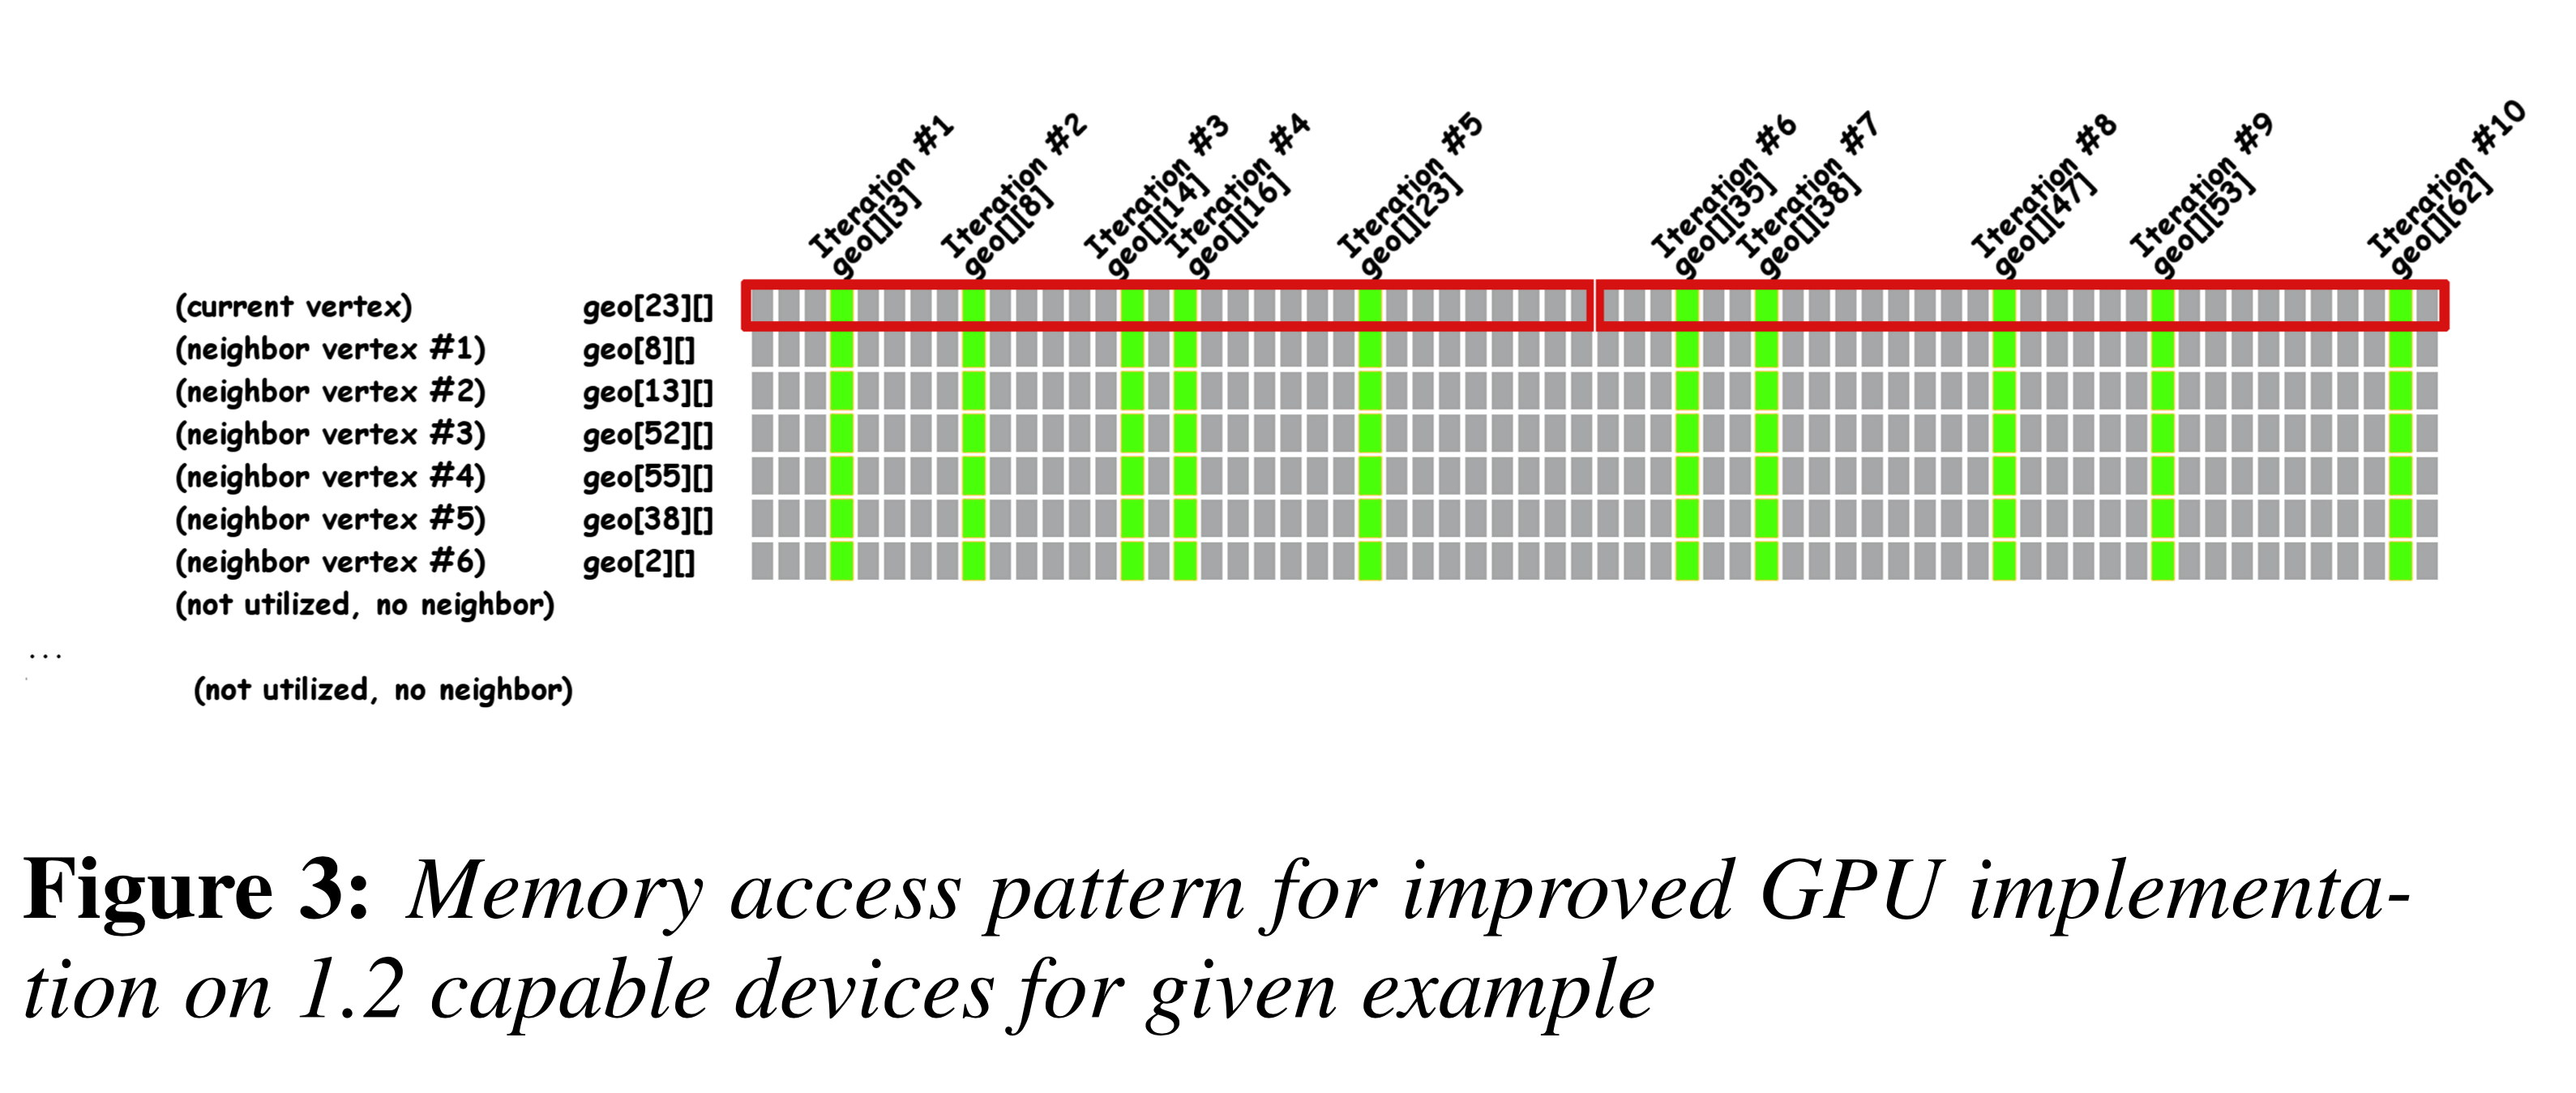 Iteration #1
geo[][3]
Iteration #2
geo[][8]
Iteration #3
geo[][14]
Iteration #4
geo[][16]
Iteration #5
geo[][23]
Iteration #6
geo[][35]
Iteration #7
geo[][38]
Iteration #8
geo[][47]
Iteration #9
geo[][53]
Iteration #10
geo[][62]
(current vertex) geo[23][]
(neighbor vertex #1) geo[8][]
(neighbor vertex #2) geo[13][]
(neighbor vertex #3) geo[52][]
(neighbor vertex #4) geo[55][]
(neighbor vertex #5) geo[38][]
(neighbor vertex #6) geo[2][]
(not utilized, no neighbor)
...
(not utilized, no neighbor)
Figure 3: Memory access pattern for improved GPU implementa-
tion on 1.2 capable devices for given example